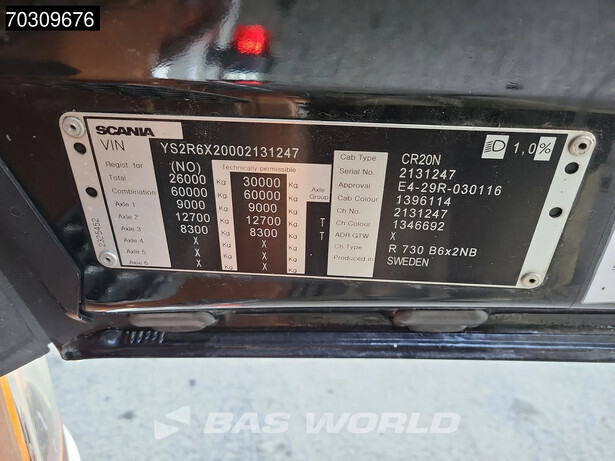 70309676
SCANIA
VIN YS2R6X20002131247
Regist. for (NO) Technically permissible
Total 26000 Kg 30000 Kg
Combination 60000 Kg 60000 Kg Axle Group
Axle 1 9000 Kg 9000 Kg
Axle 2 12700 Kg 12700 Kg T
Axle 3 8300 Kg 8300 Kg T
Axle 4 X Kg X Kg
Axle 5 X Kg X Kg
Axle 6 X Kg X Kg
2325452
Cab Type CR20N
Serial No. 2131247
Approval E4-29R-030116
Cab Colour 1396114
Ch No. 2131247
Ch Colour 1346692
ADR GTW X
Ch Type R 730 B6x2NB
Produced in SWEDEN
1,0%
BAS WORLD